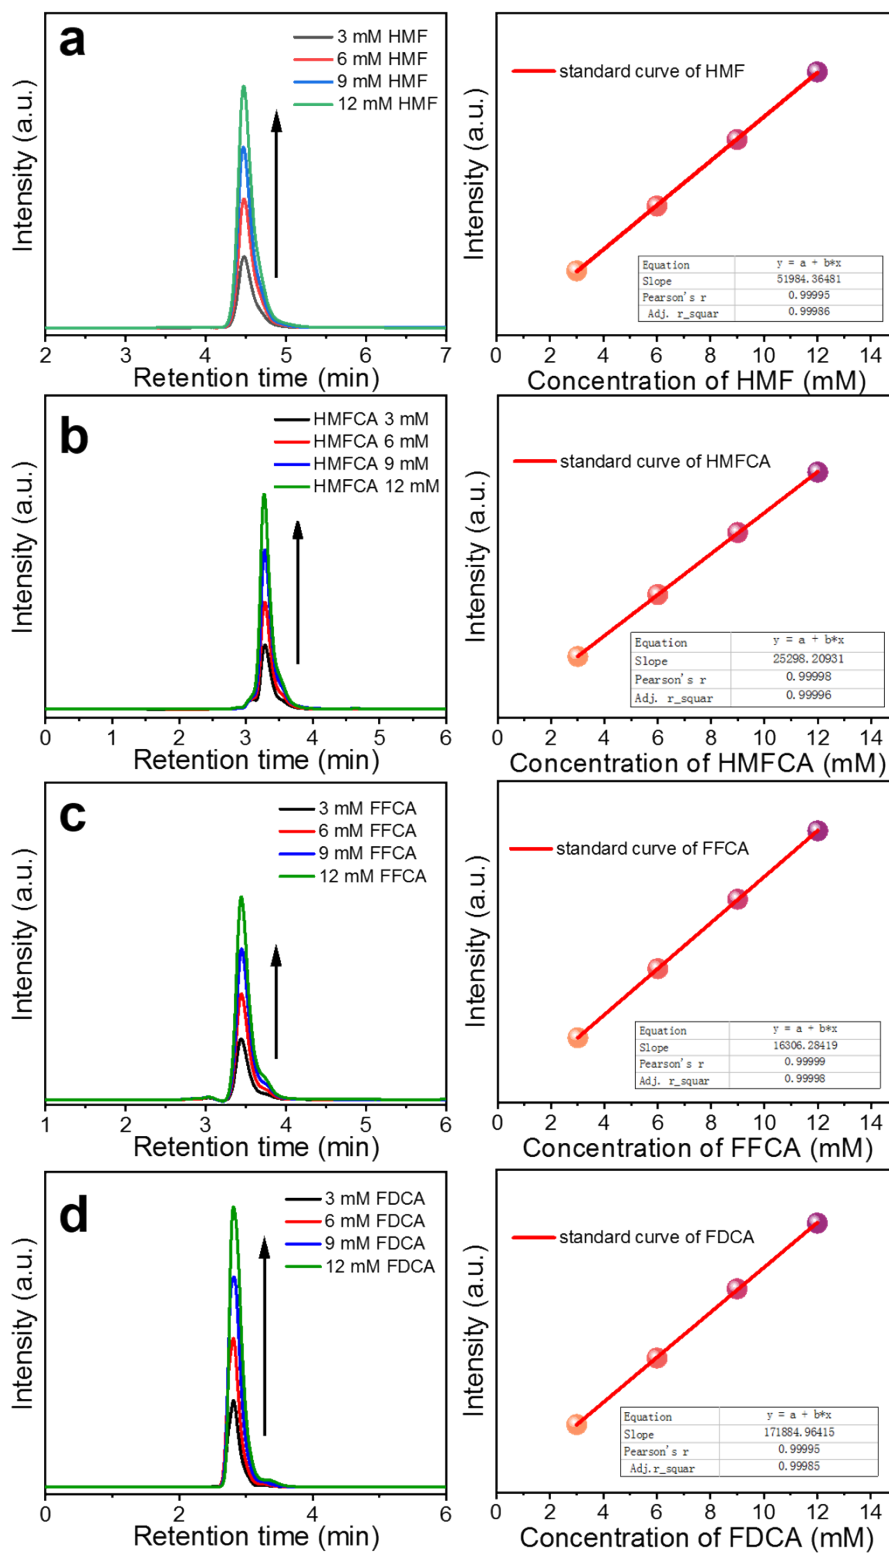 a
3 mM HMF
6 mM HMF
9 mM HMF
12 mM HMF
Intensity (a.u.)
2 3 4 5 6 7
Retention time (min)
standard curve of HMF
Intensity (a.u.)
Equation y = a + b*x
Slope 51984.36481
Pearson's r 0.99995
Adj. r_squar 0.99986
0 2 4 6 8 10 12 14
Concentration of HMF (mM)
b
HMFCA 3 mM
HMFCA 6 mM
HMFCA 9 mM
HMFCA 12 mM
Intensity (a.u.)
0 1 2 3 4 5 6
Retention time (min)
standard curve of HMFCA
Intensity (a.u.)
Equation y = a + b*x
Slope 25298.20931
Pearson's r 0.99998
Adj. r_squar 0.99996
0 2 4 6 8 10 12 14
Concentration of HMFCA (mM)
c
3 mM FFCA
6 mM FFCA
9 mM FFCA
12 mM FFCA
Intensity (a.u.)
1 2 3 4 5 6
Retention time (min)
standard curve of FFCA
Intensity (a.u.)
Equation y = a + b*x
Slope 16306.28419
Pearson's r 0.99999
Adj. r_squar 0.99998
0 2 4 6 8 10 12 14
Concentration of FFCA (mM)
d
3 mM FDCA
6 mM FDCA
9 mM FDCA
12 mM FDCA
Intensity (a.u.)
0 2 4 6
Retention time (min)
standard curve of FDCA
Intensity (a.u.)
Equation y = a + b*x
Slope 171884.96415
Pearson's r 0.99995
Adj.r_squar 0.99985
0 2 4 6 8 10 12 14
Concentration of FDCA (mM)